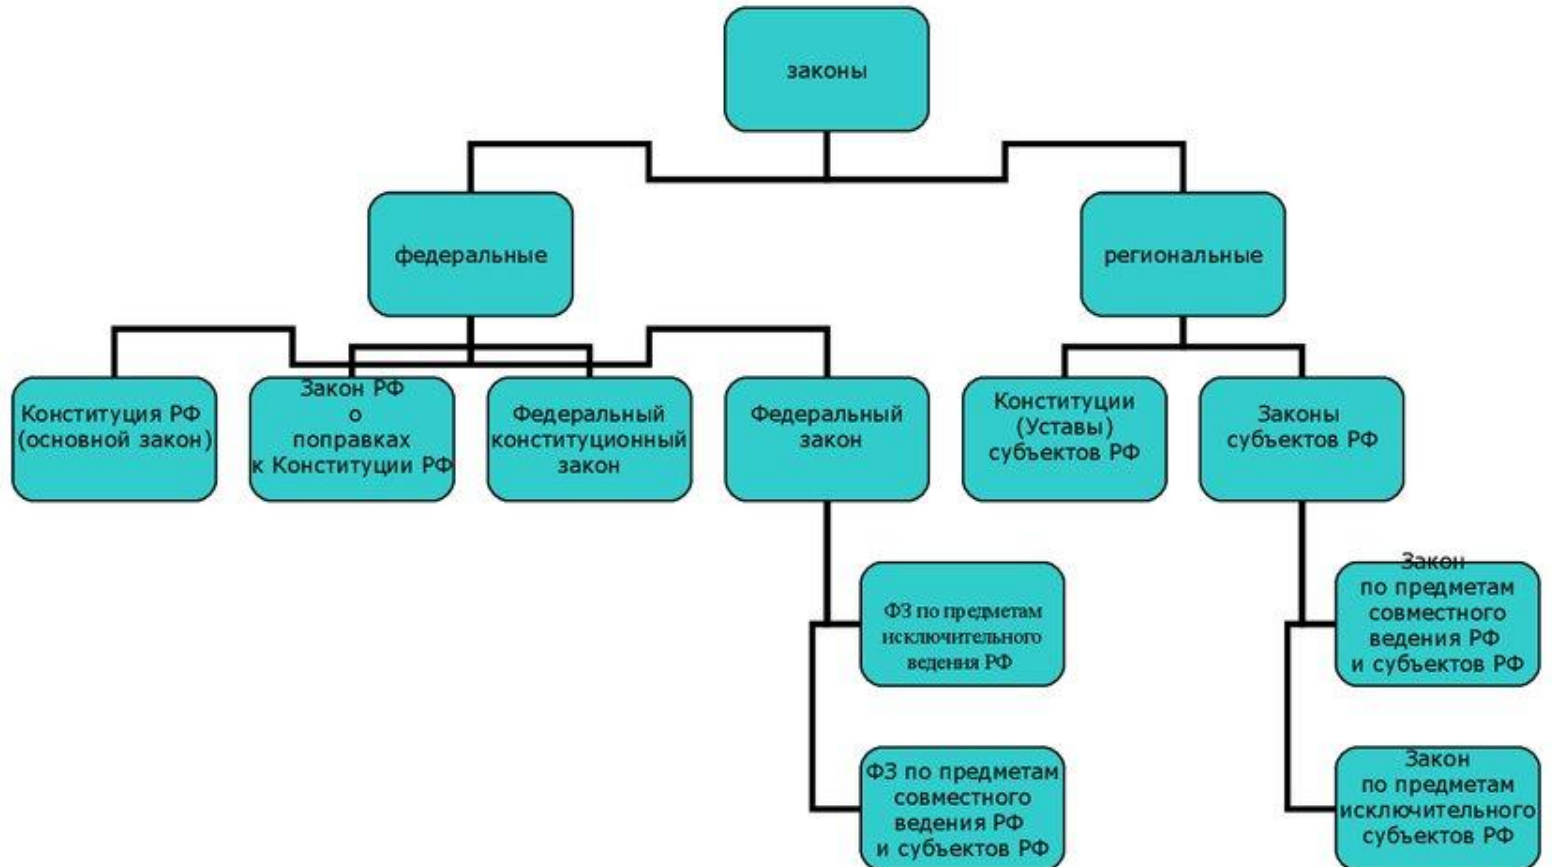 законы
федеральные
региональные
Конституция РФ
(основной закон)
Закон РФ
о
поправках
к Конституции РФ
Федеральный
конституционный
закон
Федеральный
закон
Конституции
(Уставы)
субъектов РФ
Законы
субъектов РФ
ФЗ по предметам
исключительного
ведения РФ
Закон
по предметам
совместного
ведения РФ
и субъектов РФ
ФЗ по предметам
совместного
ведения РФ
и субъектов РФ
Закон
по предметам
исключительного
субъектов РФ